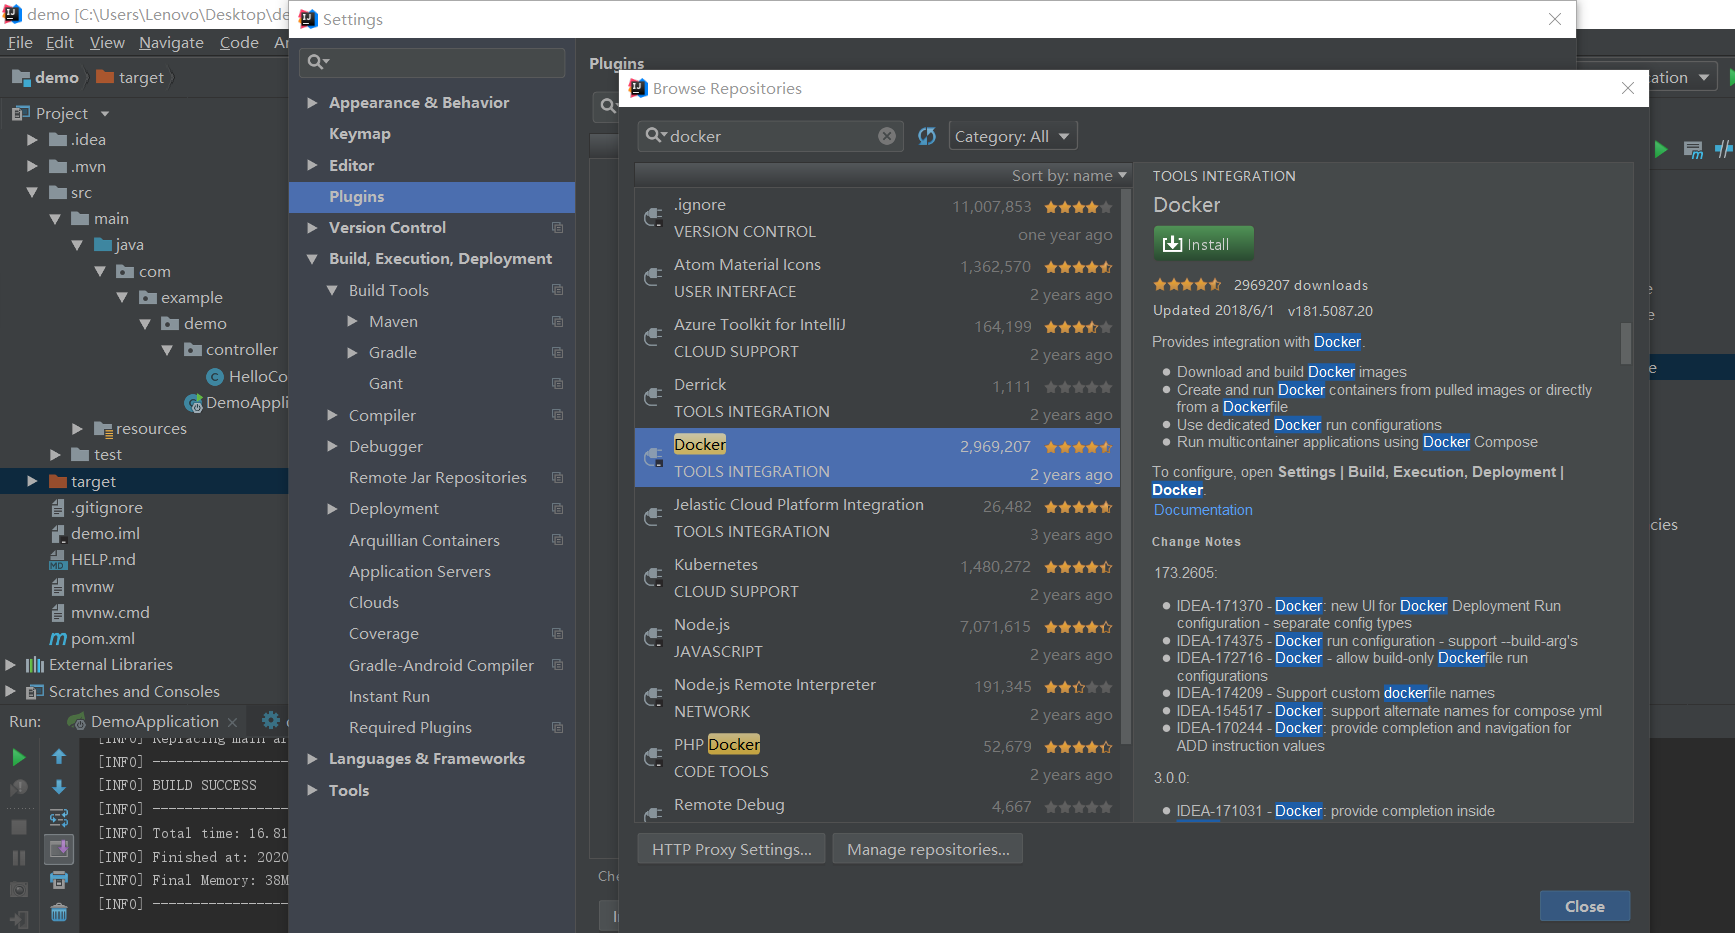 demo [C:\Users\Lenovo\Desktop\de
Settings
File Edit View Navigate Code
demo
target
Project
.idea
.mvn
src
main
java
com
example
demo
controller
HelloCo
DemoAppli
resources
test
target
.gitignore
demo.iml
HELP.md
mvnw
mvnw.cmd
pom.xml
External Libraries
Scratches and Consoles
Run:
DemoApplication
[INFO] Replacing main ar
[INFO] ------------------
[INFO] BUILD SUCCESS
[INFO] ------------------
[INFO] Total time: 16.81
[INFO] Finished at: 2020
[INFO] Final Memory: 38M
[INFO] ------------------
Appearance & Behavior
Keymap
Editor
Plugins
Version Control
Build, Execution, Deployment
Build Tools
Maven
Gradle
Gant
Compiler
Debugger
Remote Jar Repositories
Deployment
Arquillian Containers
Application Servers
Clouds
Coverage
Gradle-Android Compiler
Instant Run
Required Plugins
Languages & Frameworks
Tools
Plugins
Browse Repositories
docker
Category: All
Sort by: name
.ignore 11,007,853
VERSION CONTROL one year ago
Atom Material Icons 1,362,570
USER INTERFACE 2 years ago
Azure Toolkit for IntelliJ 164,199
CLOUD SUPPORT 2 years ago
Derrick 1,111
TOOLS INTEGRATION 2 years ago
Docker 2,969,207
TOOLS INTEGRATION 2 years ago
Jelastic Cloud Platform Integration 26,482
TOOLS INTEGRATION 3 years ago
Kubernetes 1,480,272
CLOUD SUPPORT 2 years ago
Node.js 7,071,615
JAVASCRIPT 2 years ago
Node.js Remote Interpreter 191,345
NETWORK 2 years ago
PHP Docker 52,679
CODE TOOLS 2 years ago
Remote Debug 4,667
HTTP Proxy Settings...
Manage repositories...
TOOLS INTEGRATION
Docker
Install
2969207 downloads
Updated 2018/6/1 v181.5087.20
Provides integration with Docker.
Download and build Docker images
Create and run Docker containers from pulled images or directly
from a Dockerfile
Use dedicated Docker run configurations
Run multicontainer applications using Docker Compose
To configure, open Settings | Build, Execution, Deployment |
Docker.
Documentation
Change Notes
173.2605:
IDEA-171370 - Docker: new UI for Docker Deployment Run
configuration - separate config types
IDEA-174375 - Docker run configuration - support --build-arg's
IDEA-172716 - Docker - allow build-only Dockerfile run
configurations
IDEA-174209 - Support custom dockerfile names
IDEA-154517 - Docker: support alternate names for compose yml
IDEA-170244 - Docker: provide completion and navigation for
ADD instruction values
3.0.0:
IDEA-171031 - Docker: provide completion inside
Close
ation
cies
Che